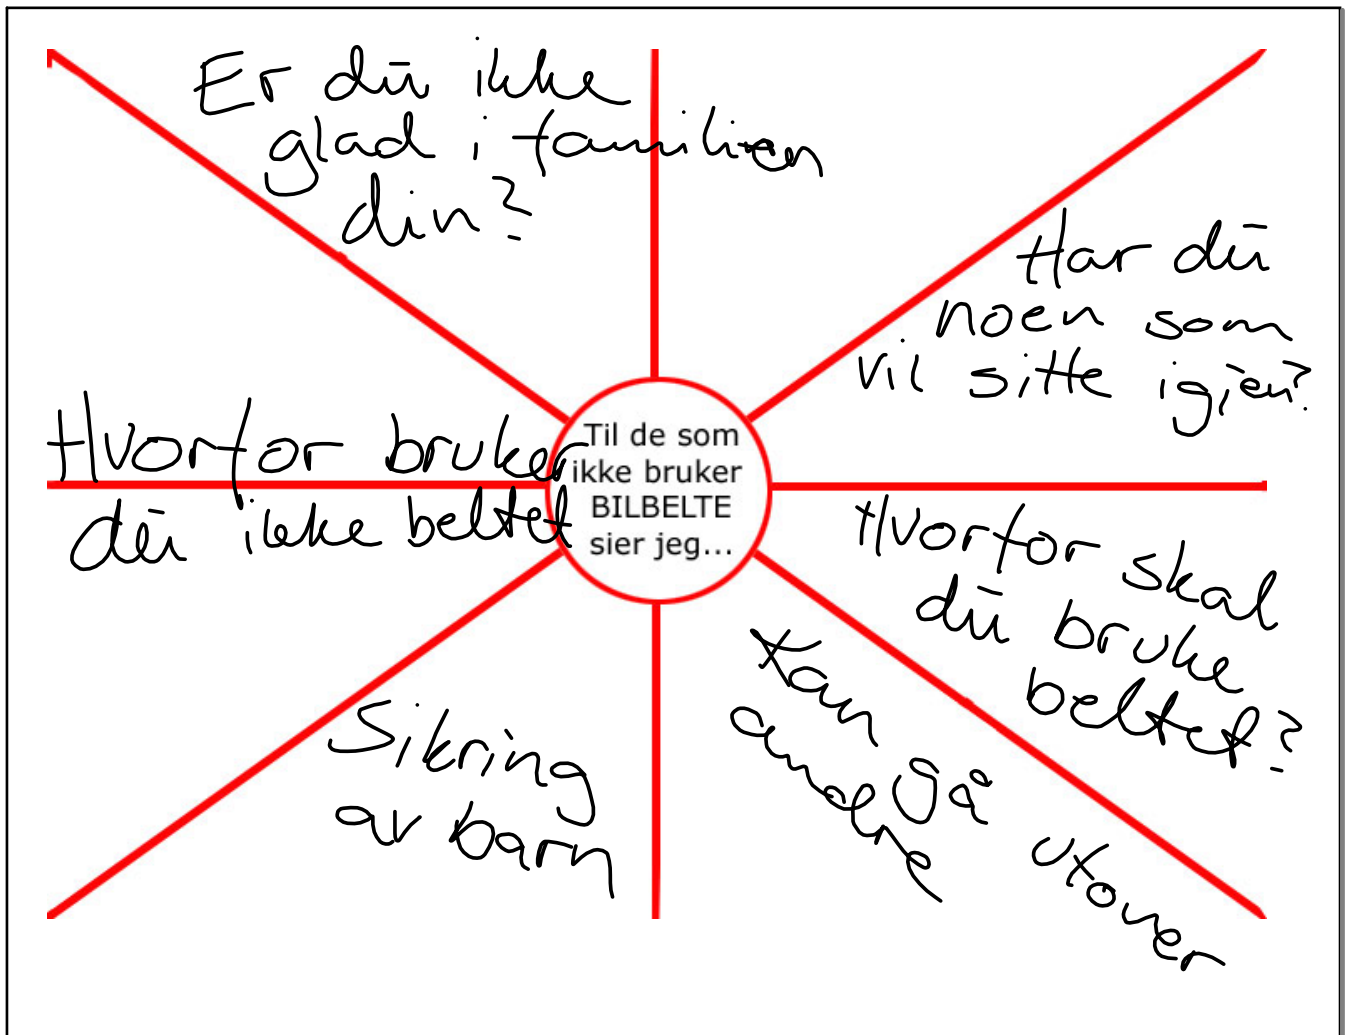 Er du ikke
glad i familien
din?
Har du
noen som
vil sitte igjen?
Hvorfor bruker
du ikke beltet
Til de som
ikke bruker
BILBELTE
sier jeg...
Hvorfor skal
du bruke
beltet?
Kan gå utover
andre
Sikring
av barn